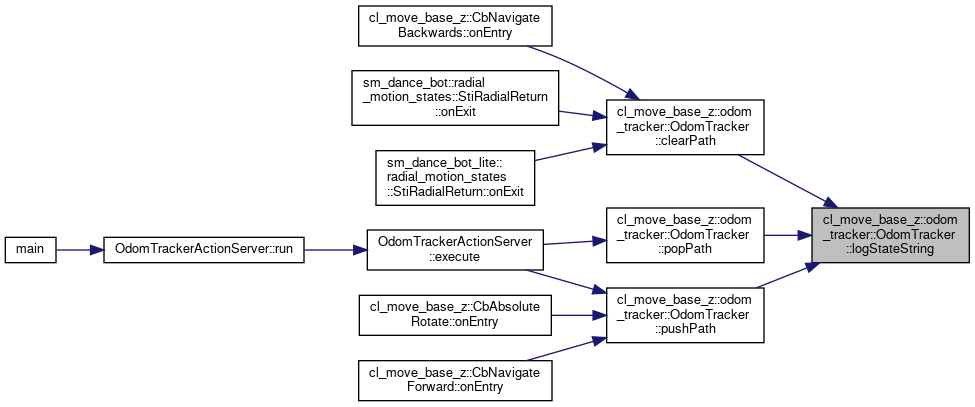 cl_move_base_z::CbNavigate
Backwards::onEntry
sm_dance_bot::radial
_motion_states::StiRadialReturn
::onExit
sm_dance_bot_lite::
radial_motion_states
::StiRadialReturn::onExit
cl_move_base_z::odom
_tracker::OdomTracker
::clearPath
main
OdomTrackerActionServer::run
OdomTrackerActionServer
::execute
cl_move_base_z::odom
_tracker::OdomTracker
::popPath
cl_move_base_z::odom
_tracker::OdomTracker
::logStateString
cl_move_base_z::CbAbsolute
Rotate::onEntry
cl_move_base_z::odom
_tracker::OdomTracker
::pushPath
cl_move_base_z::CbNavigate
Forward::onEntry